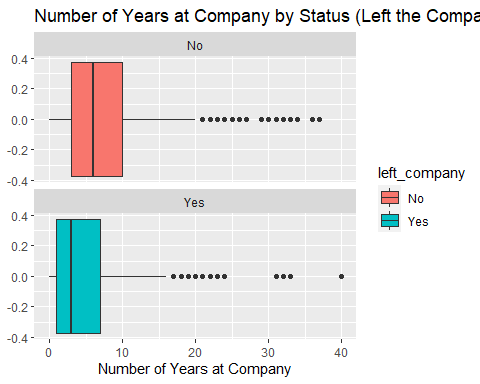 Number of Years at Company by Status (Left the Compa
No
0.4
0.2
0.0
-0.2
-0.4
Yes
0.4
0.2
0.0
-0.2
-0.4
0 10 20 30 40
Number of Years at Company
left_company
No
Yes